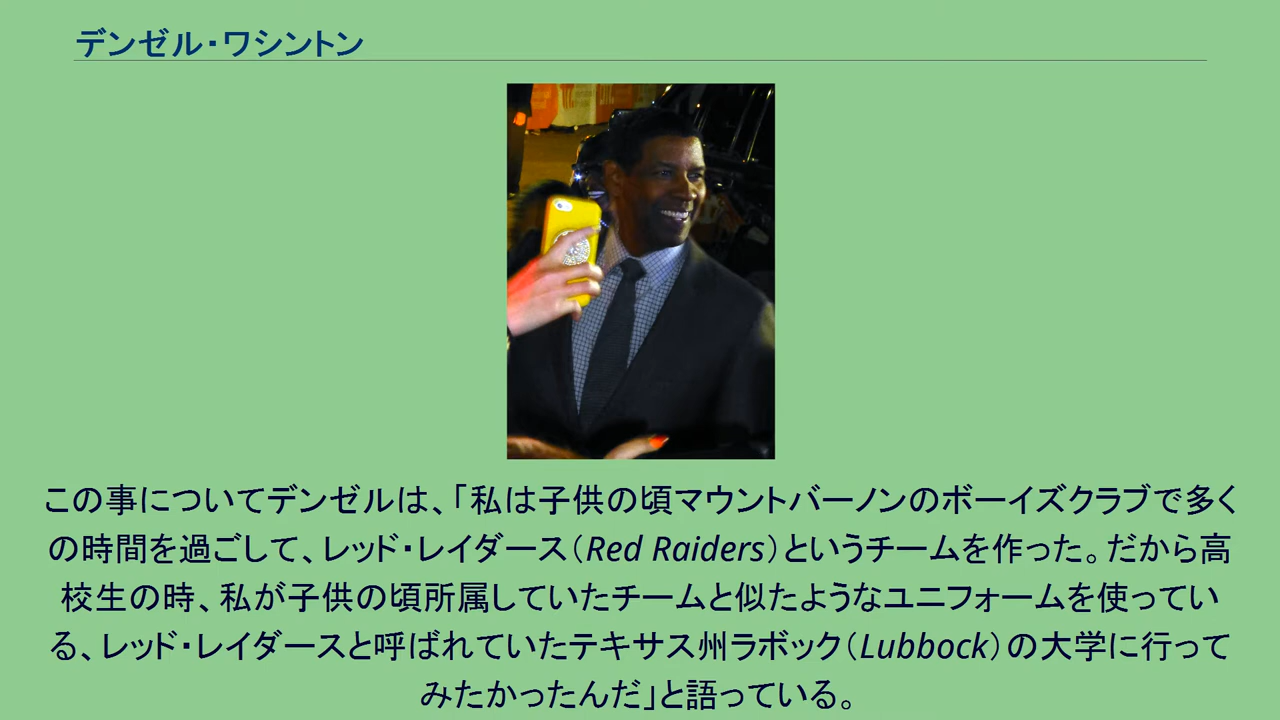 デンゼル・ワシントン
この事についてデンゼルは、「私は子供の頃マウントバーノンのボーイズクラブで多く
の時間を過ごして、レッド・レイダース（Red Raiders）というチームを作った。だから高
校生の時、私が子供の頃所属していたチームと似たようなユニフォームを使ってい
る、レッド・レイダースと呼ばれていたテキサス州ラボック（Lubbock）の大学に行って
みたかったんだ」と語っている。